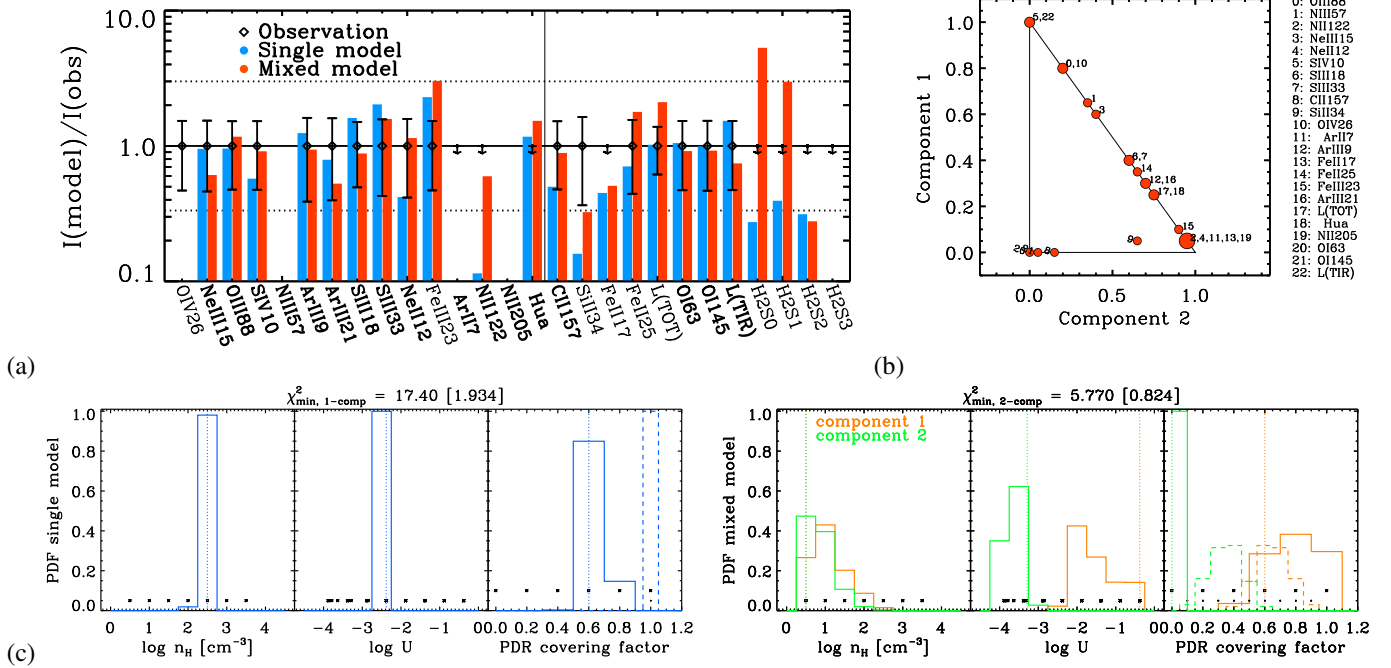 10.0
1.0
0.1
I(model)/I(obs)
Observation
Single model
Mixed model
OIV26
NeIII15
OIII88
SIV10
NIII57
ArIII9
ArIII21
SIII18
SIII33
NeII12
FeIII23
ArII7
NII122
NII205
Hua
CII157
SiII34
FeII17
FeII25
L(TOT)
OI63
OI145
L(TIR)
H2S0
H2S1
H2S2
H2S3
(a)
1.0
0.8
0.6
0.4
0.2
0.0
Component 1
5,22
0,10
1
3
6,7
14
12,16
17,18
15
2,4,11,13,19
9
8
0.0 0.5 1.0
Component 2
0: OIII88
1: NIII57
2: NII122
3: NeIII15
4: NeII12
5: SIV10
6: SIII18
7: SIII33
8: CII157
9: SiII34
10: OIV26
11: ArII7
12: ArIII9
13: FeII17
14: FeII25
15: FeIII23
16: ArIII21
17: L(TOT)
18: Hua
19: NII205
20: OI63
21: OI145
22: L(TIR)
(b)
χ²min, 1-comp = 17.40 [1.934]
PDF single model
1.0
0.8
0.6
0.4
0.2
0.0
0 1 2 3 4
log nH [cm⁻³]
-4 -3 -2 -1 0
log U
0.0 0.2 0.4 0.6 0.8 1.0 1.2
PDR covering factor
χ²min, 2-comp = 5.770 [0.824]
component 1
component 2
PDF mixed model
1.0
0.8
0.6
0.4
0.2
0.0
0 1 2 3 4
log nH [cm⁻³]
-4 -3 -2 -1 0
log U
0.0 0.2 0.4 0.6 0.8 1.0 1.2
PDR covering factor
(c)